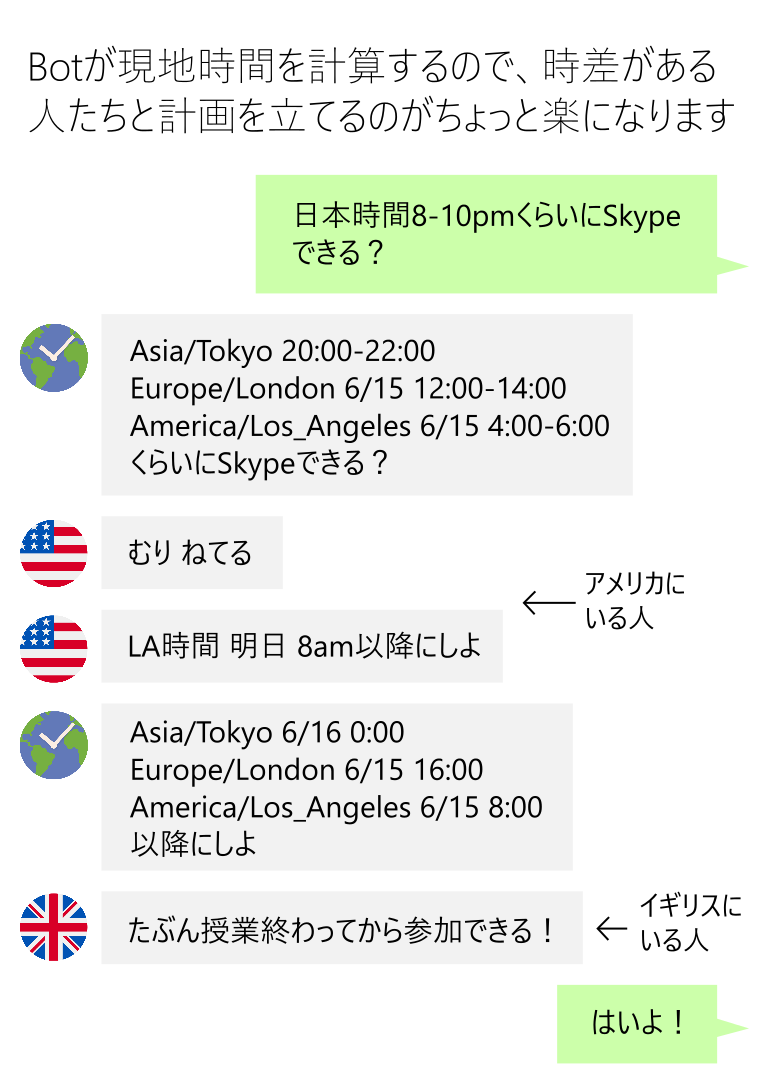 Botが現地時間を計算するので、時差がある
人たちと計画を立てるのがちょっと楽になります
日本時間8-10pmくらいにSkype
できる？
Asia/Tokyo 20:00-22:00
Europe/London 6/15 12:00-14:00
America/Los_Angeles 6/15 4:00-6:00
くらいにSkypeできる？
むり ねてる
アメリカに
いる人
LA時間 明日 8am以降にしよ
Asia/Tokyo 6/16 0:00
Europe/London 6/15 16:00
America/Los_Angeles 6/15 8:00
以降にしよ
たぶん授業終わってから参加できる！
イギリスに
いる人
はいよ！